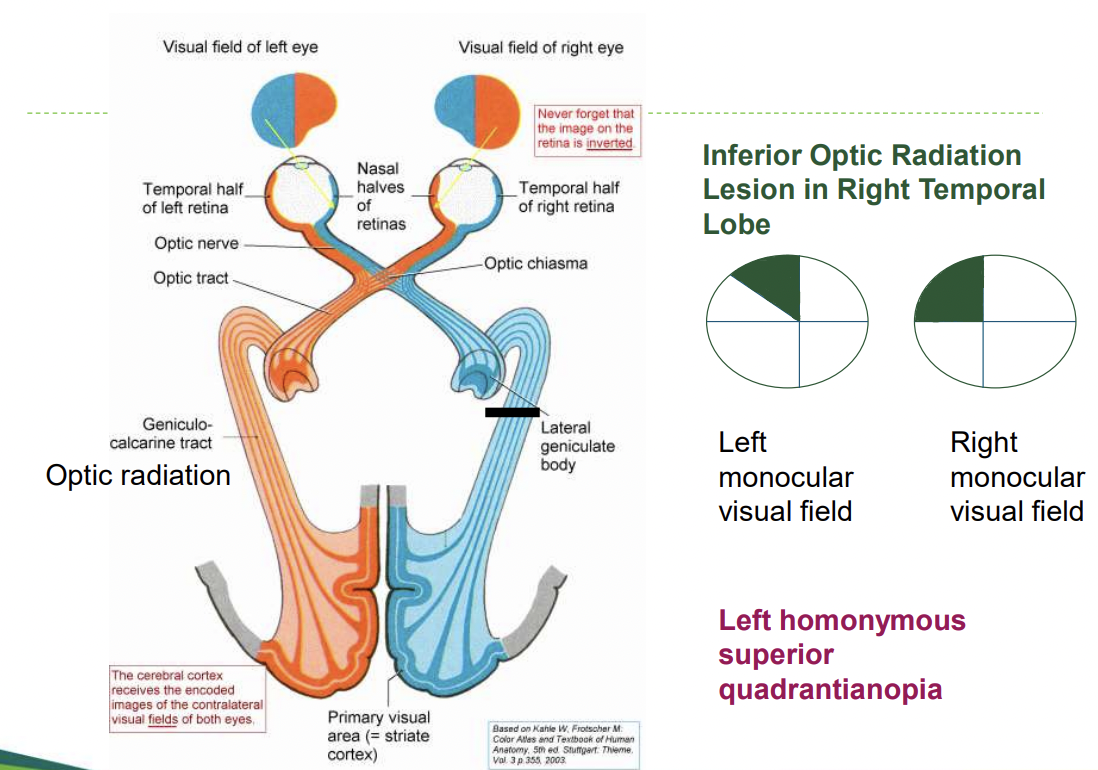 Visual field of left eye
Visual field of right eye
Never forget that
the image on the
retina is inverted.
Temporal half
of left retina
Nasal
halves
of
retinas
Temporal half
of right retina
Optic nerve
Optic chiasma
Optic tract
Geniculo-
calcarine tract
Lateral
geniculate
body
Optic radiation
The cerebral cortex
receives the encoded
images of the contralateral
visual fields of both eyes.
Primary visual
area (= striate
cortex)
Based on Kahle W, Frotscher M:
Color Atlas and Textbook of Human
Anatomy, 5th ed. Stuttgart: Thieme,
Vol. 3 p.355, 2003.
Inferior Optic Radiation
Lesion in Right Temporal
Lobe
Left
monocular
visual field
Right
monocular
visual field
Left homonymous
superior
quadrantianopia